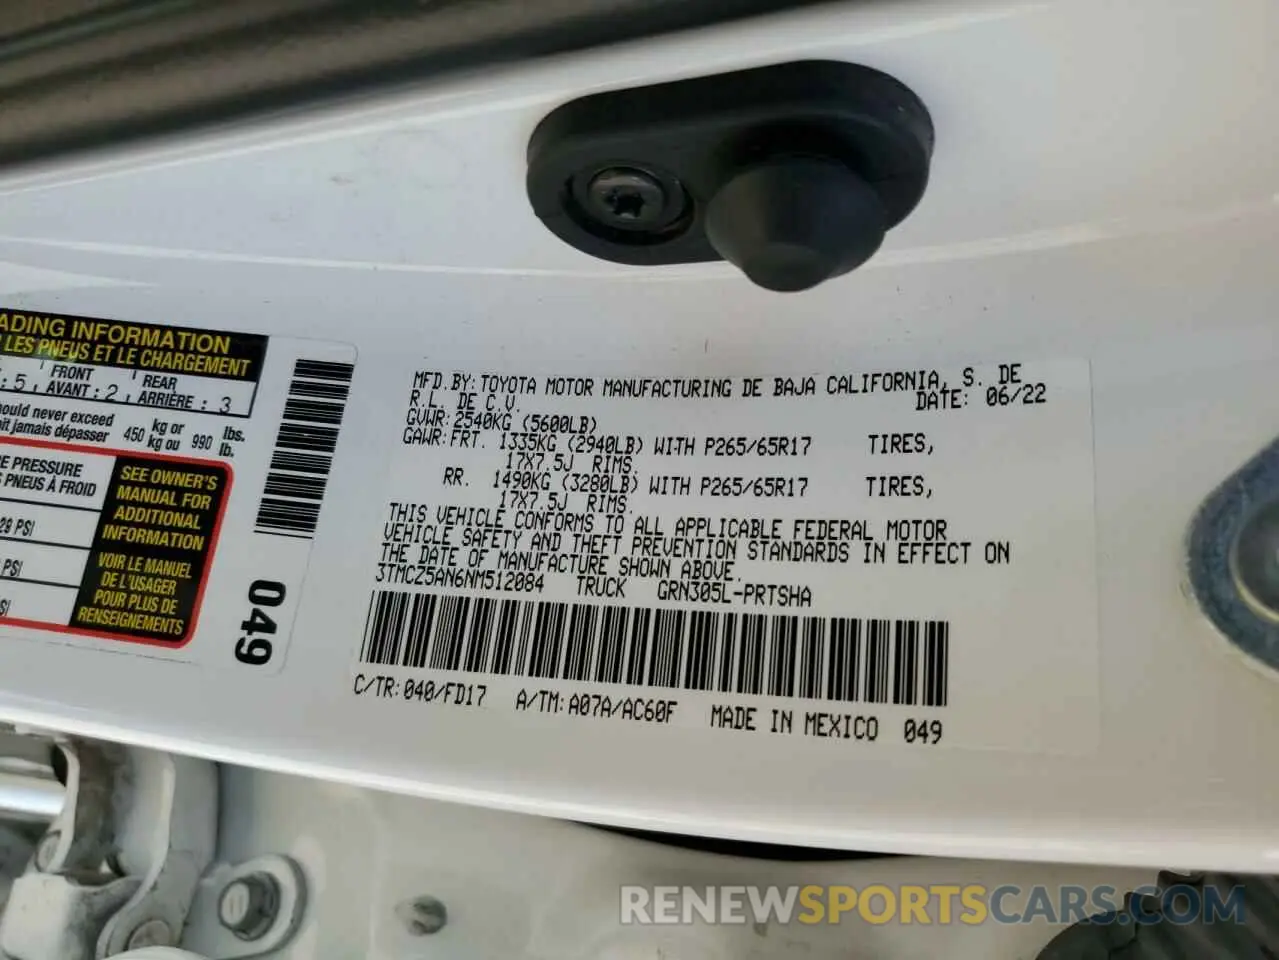 ADING INFORMATION
LES PNEUS ET LE CHARGEMENT
: 5 FRONT AVANT : 2 REAR ARRIÈRE : 3
ould never exceed 450 kg or 990 lbs.
it jamais dépasser kg ou lb.
E PRESSURE
PNEUS À FROID
29 PSI
PSI
SEE OWNER'S
MANUAL FOR
ADDITIONAL
INFORMATION
VOIR LE MANUEL
DE L'USAGER
POUR PLUS DE
RENSEIGNEMENTS
049
MFD.BY:TOYOTA MOTOR MANUFACTURING DE BAJA CALIFORNIA, S. DE
R.L. DE C.V. DATE: 06/22
GVWR:2540KG (5600LB)
GAWR:FRT. 1335KG (2940LB) WITH P265/65R17 TIRES,
17X7.5J RIMS.
RR. 1490KG (3280LB) WITH P265/65R17 TIRES,
17X7.5J RIMS.
THIS VEHICLE CONFORMS TO ALL APPLICABLE FEDERAL MOTOR
VEHICLE SAFETY AND THEFT PREVENTION STANDARDS IN EFFECT ON
THE DATE OF MANUFACTURE SHOWN ABOVE.
3TMCZ5AN6NM512084 TRUCK GRN305L-PRTSHA
C/TR:040/FD17 A/TM:A07A/AC60F MADE IN MEXICO 049
RENEWSPORTSCARS.COM